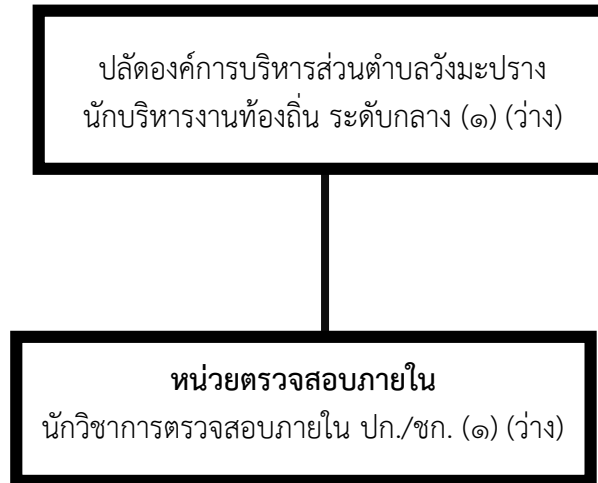 ปลัดองค์การบริหารส่วนตำบลวังมะปราง
นักบริหารงานท้องถิ่น ระดับกลาง (๑) (ว่าง)
หน่วยตรวจสอบภายใน
นักวิชาการตรวจสอบภายใน ปก./ชก. (๑) (ว่าง)